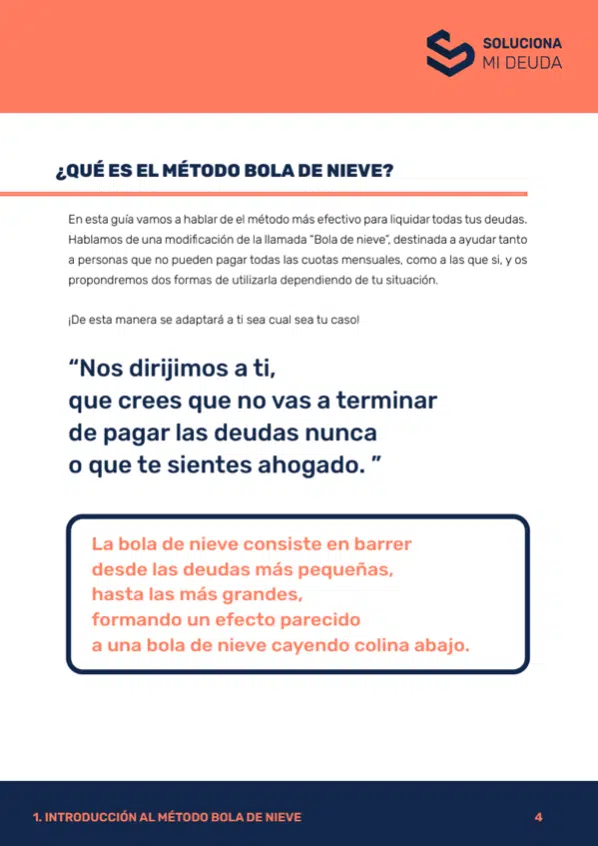 SOLUCIONA
MI DEUDA
¿QUÉ ES EL MÉTODO BOLA DE NIEVE?
En esta guía vamos a hablar de el método más efectivo para liquidar todas tus deudas.
Hablamos de una modificación de la llamada “Bola de nieve”, destinada a ayudar tanto
a personas que no pueden pagar todas las cuotas mensuales, como a las que si, y os
propondremos dos formas de utilizarla dependiendo de tu situación.
¡De esta manera se adaptará a ti sea cual sea tu caso!
“Nos dirijimos a ti,
que crees que no vas a terminar
de pagar las deudas nunca
o que te sientes ahogado. ”
La bola de nieve consiste en barrer
desde las deudas más pequeñas,
hasta las más grandes,
formando un efecto parecido
a una bola de nieve cayendo colina abajo.
1. INTRODUCCIÓN AL MÉTODO BOLA DE NIEVE
4